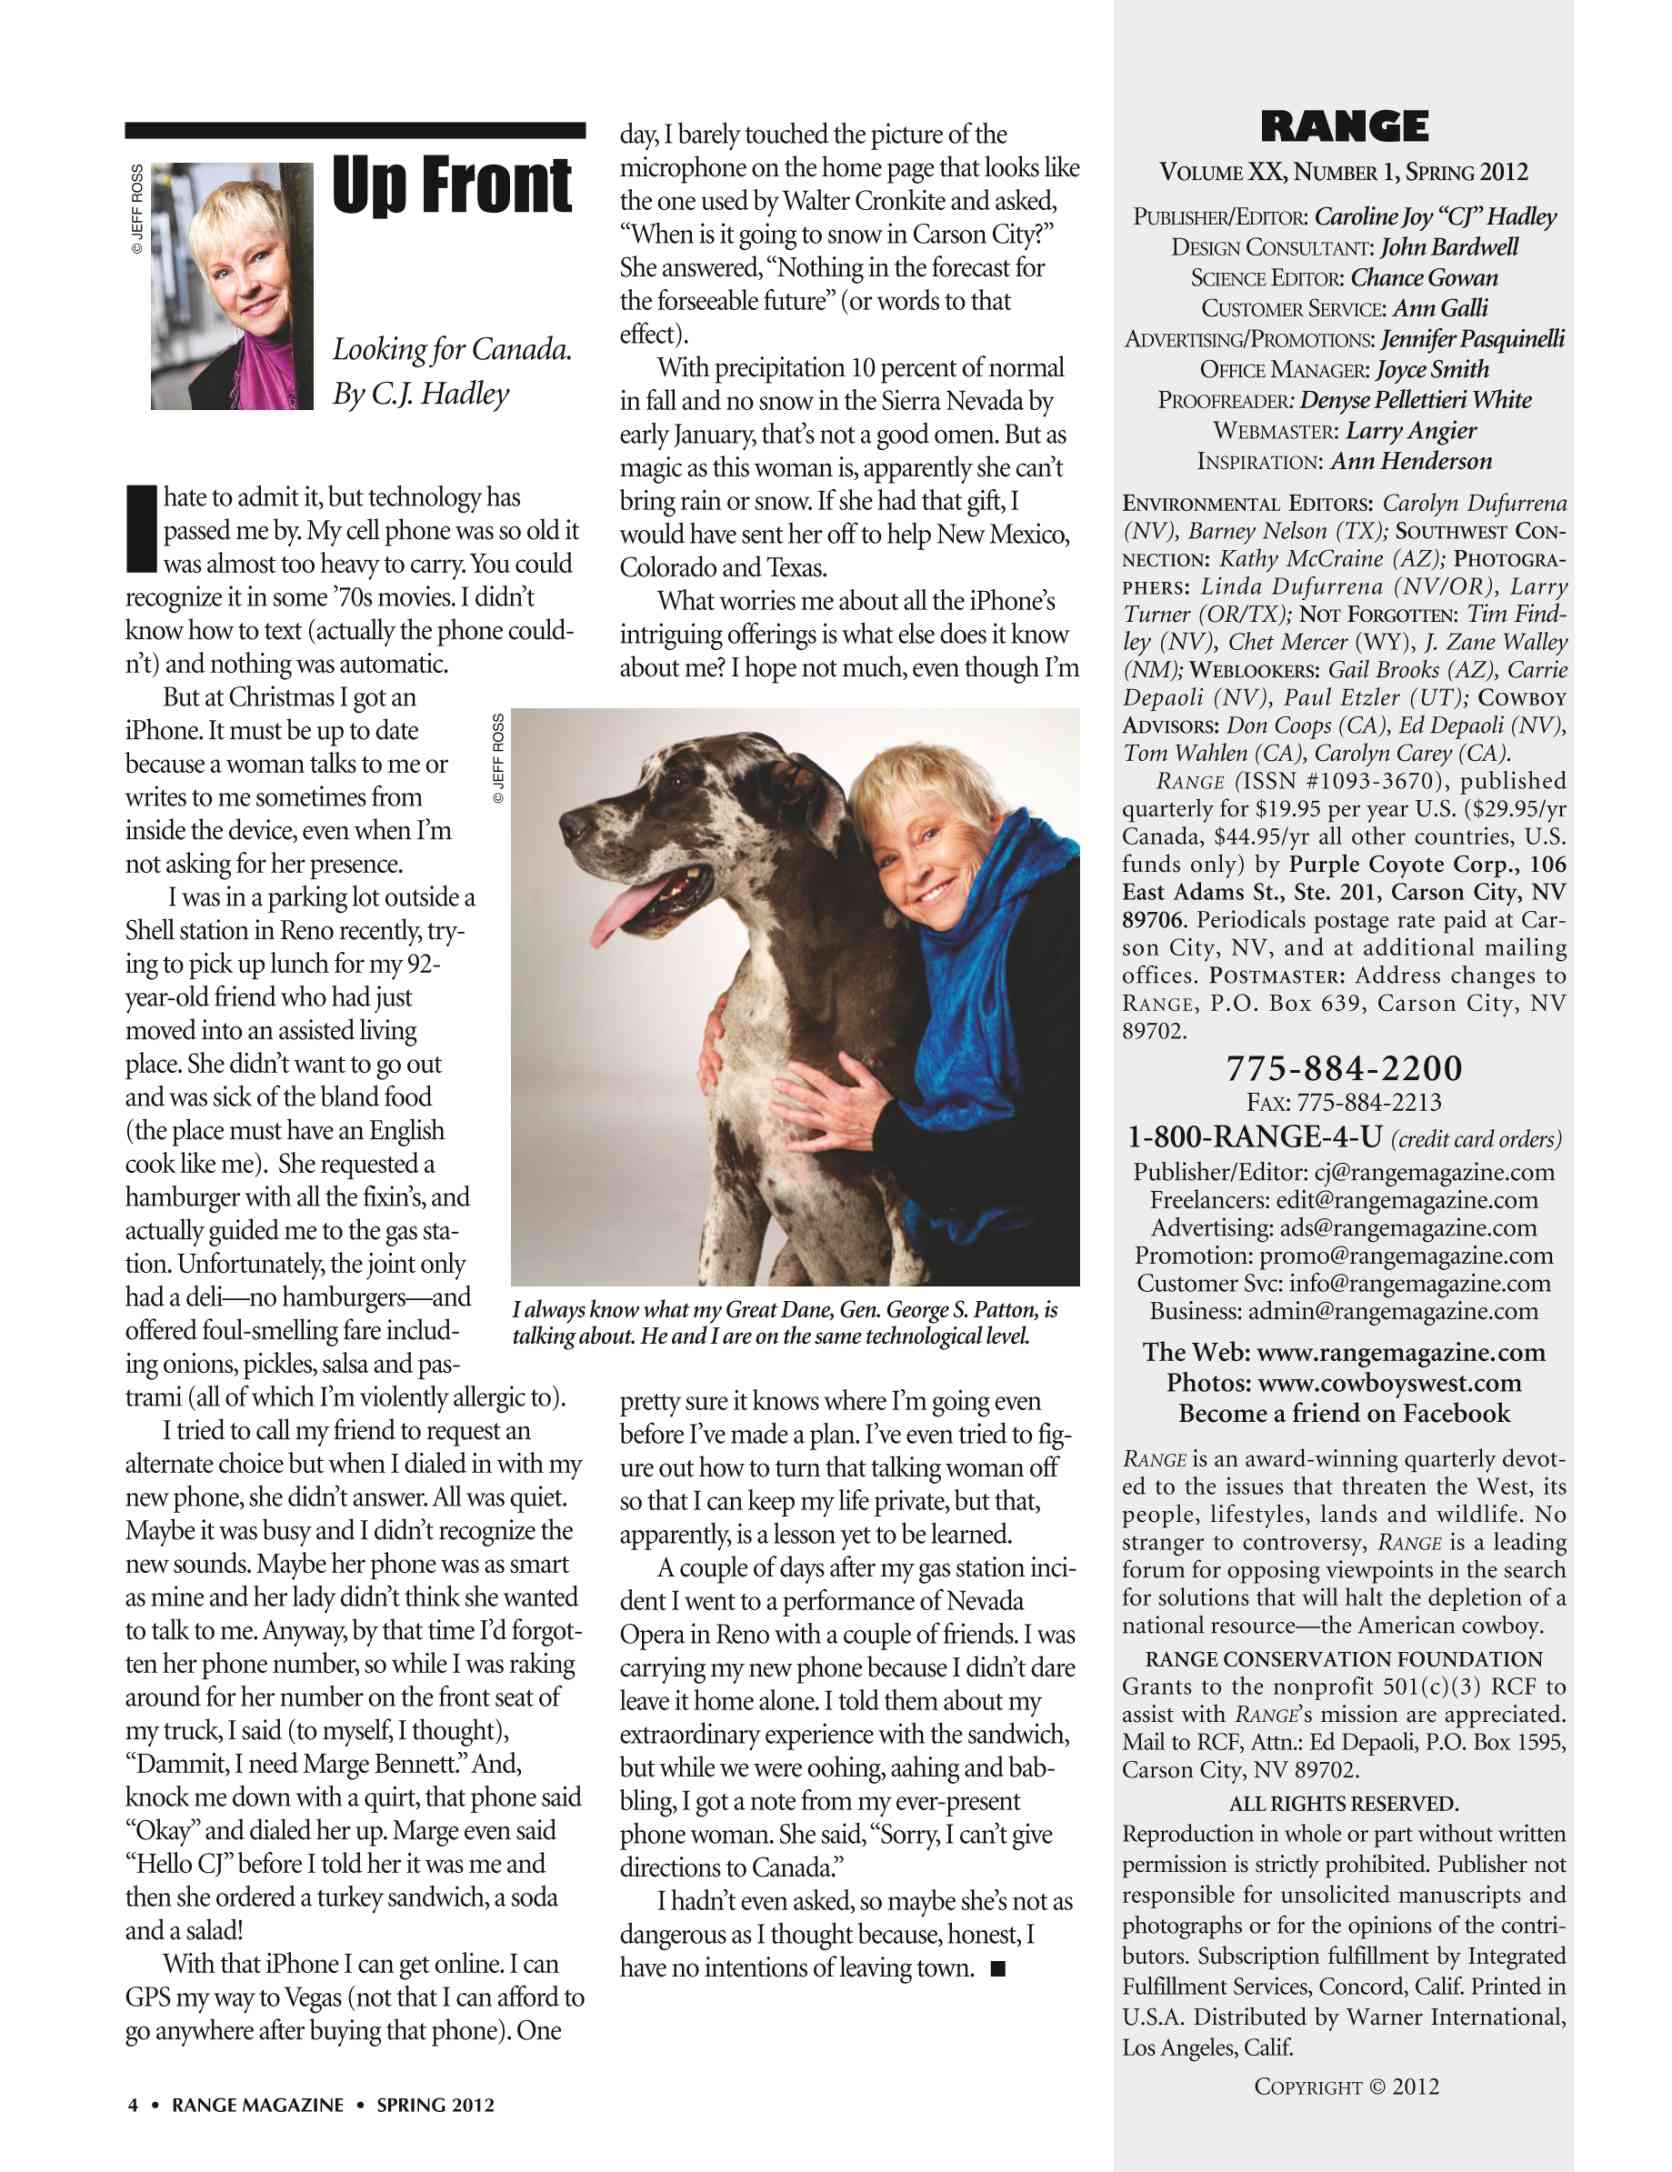 © JEFF ROSS
Up Front
Looking for Canada.
By C.J. Hadley
I hate to admit it, but technology has
passed me by. My cell phone was so old it
was almost too heavy to carry. You could
recognize it in some ’70s movies. I didn’t
know how to text (actually the phone could-
n’t) and nothing was automatic.
But at Christmas I got an
iPhone. It must be up to date
because a woman talks to me or
writes to me sometimes from
inside the device, even when I’m
not asking for her presence.
I was in a parking lot outside a
Shell station in Reno recently, try-
ing to pick up lunch for my 92-
year-old friend who had just
moved into an assisted living
place. She didn’t want to go out
and was sick of the bland food
(the place must have an English
cook like me). She requested a
hamburger with all the fixin’s, and
actually guided me to the gas sta-
tion. Unfortunately, the joint only
had a deli—no hamburgers—and
offered foul-smelling fare includ-
ing onions, pickles, salsa and pas-
trami (all of which I’m violently allergic to).
I tried to call my friend to request an
alternate choice but when I dialed in with my
new phone, she didn’t answer. All was quiet.
Maybe it was busy and I didn’t recognize the
new sounds. Maybe her phone was as smart
as mine and her lady didn’t think she wanted
to talk to me. Anyway, by that time I’d forgot-
ten her phone number, so while I was raking
around for her number on the front seat of
my truck, I said (to myself, I thought),
“Dammit, I need Marge Bennett.” And,
knock me down with a quirt, that phone said
“Okay” and dialed her up. Marge even said
“Hello CJ” before I told her it was me and
then she ordered a turkey sandwich, a soda
and a salad!
With that iPhone I can get online. I can
GPS my way to Vegas (not that I can afford to
go anywhere after buying that phone). One
day, I barely touched the picture of the
microphone on the home page that looks like
the one used by Walter Cronkite and asked,
“When is it going to snow in Carson City?”
She answered, “Nothing in the forecast for
the forseeable future” (or words to that
effect).
With precipitation 10 percent of normal
in fall and no snow in the Sierra Nevada by
early January, that’s not a good omen. But as
magic as this woman is, apparently she can’t
bring rain or snow. If she had that gift, I
would have sent her off to help New Mexico,
Colorado and Texas.
What worries me about all the iPhone’s
intriguing offerings is what else does it know
about me? I hope not much, even though I’m
© JEFF ROSS
I always know what my Great Dane, Gen. George S. Patton, is
talking about. He and I are on the same technological level.
pretty sure it knows where I’m going even
before I’ve made a plan. I’ve even tried to fig-
ure out how to turn that talking woman off
so that I can keep my life private, but that,
apparently, is a lesson yet to be learned.
A couple of days after my gas station inci-
dent I went to a performance of Nevada
Opera in Reno with a couple of friends. I was
carrying my new phone because I didn’t dare
leave it home alone. I told them about my
extraordinary experience with the sandwich,
but while we were oohing, aahing and bab-
bling, I got a note from my ever-present
phone woman. She said, “Sorry, I can’t give
directions to Canada.”
I hadn’t even asked, so maybe she’s not as
dangerous as I thought because, honest, I
have no intentions of leaving town. ■
RANGE
VOLUME XX, NUMBER 1, SPRING 2012
PUBLISHER/EDITOR: Caroline Joy “CJ” Hadley
DESIGN CONSULTANT: John Bardwell
SCIENCE EDITOR: Chance Gowan
CUSTOMER SERVICE: Ann Galli
ADVERTISING/PROMOTIONS: Jennifer Pasquinelli
OFFICE MANAGER: Joyce Smith
PROOFREADER: Denyse Pellettieri White
WEBMASTER: Larry Angier
INSPIRATION: Ann Henderson
ENVIRONMENTAL EDITORS: Carolyn Dufurrena
(NV), Barney Nelson (TX); SOUTHWEST CON-
NECTION: Kathy McCraine (AZ); PHOTOGRA-
PHERS: Linda Dufurrena (NV/OR), Larry
Turner (OR/TX); NOT FORGOTTEN: Tim Find-
ley (NV), Chet Mercer (WY), J. Zane Walley
(NM); WEBLOOKERS: Gail Brooks (AZ), Carrie
Depaoli (NV), Paul Etzler (UT); COWBOY
ADVISORS: Don Coops (CA), Ed Depaoli (NV),
Tom Wahlen (CA), Carolyn Carey (CA).
RANGE (ISSN #1093-3670), published
quarterly for $19.95 per year U.S. ($29.95/yr
Canada, $44.95/yr all other countries, U.S.
funds only) by Purple Coyote Corp., 106
East Adams St., Ste. 201, Carson City, NV
89706. Periodicals postage rate paid at Car-
son City, NV, and at additional mailing
offices. POSTMASTER: Address changes to
RANGE, P.O. Box 639, Carson City, NV
89702.
775-884-2200
FAX: 775-884-2213
1-800-RANGE-4-U (credit card orders)
Publisher/Editor: cj@rangemagazine.com
Freelancers: edit@rangemagazine.com
Advertising: ads@rangemagazine.com
Promotion: promo@rangemagazine.com
Customer Svc: info@rangemagazine.com
Business: admin@rangemagazine.com
The Web: www.rangemagazine.com
Photos: www.cowboyswest.com
Become a friend on Facebook
RANGE is an award-winning quarterly devot-
ed to the issues that threaten the West, its
people, lifestyles, lands and wildlife. No
stranger to controversy, RANGE is a leading
forum for opposing viewpoints in the search
for solutions that will halt the depletion of a
national resource—the American cowboy.
RANGE CONSERVATION FOUNDATION
Grants to the nonprofit 501(c)(3) RCF to
assist with RANGE’s mission are appreciated.
Mail to RCF, Attn.: Ed Depaoli, P.O. Box 1595,
Carson City, NV 89702.
ALL RIGHTS RESERVED.
Reproduction in whole or part without written
permission is strictly prohibited. Publisher not
responsible for unsolicited manuscripts and
photographs or for the opinions of the contri-
butors. Subscription fulfillment by Integrated
Fulfillment Services, Concord, Calif. Printed in
U.S.A. Distributed by Warner International,
Los Angeles, Calif.
COPYRIGHT © 2012
4 • RANGE MAGAZINE • SPRING 2012